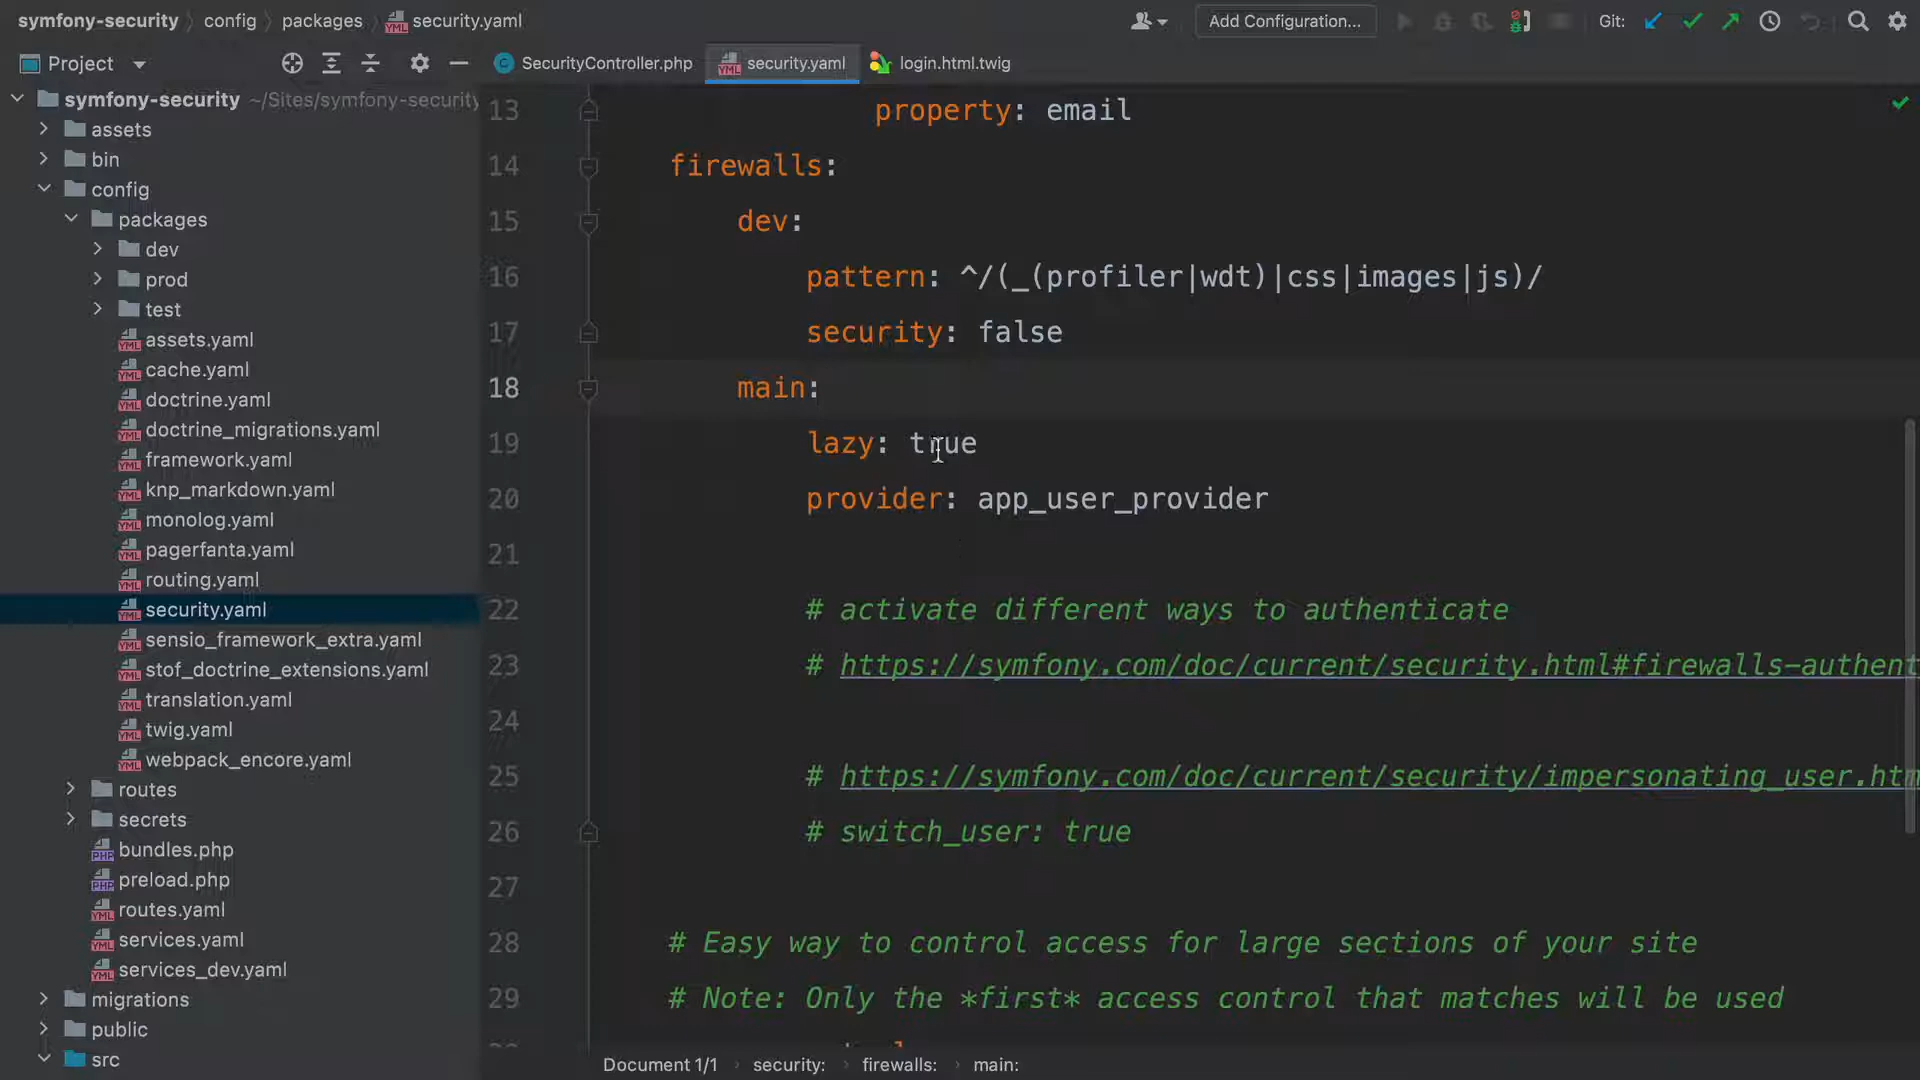 symfony-security config packages security.yaml
Add Configuration...
Git:
Project
SecurityController.php
security.yaml
login.html.twig
symfony-security ~/Sites/symfony-security
assets
bin
config
packages
dev
prod
test
assets.yaml
cache.yaml
doctrine.yaml
doctrine_migrations.yaml
framework.yaml
knp_markdown.yaml
monolog.yaml
pagerfanta.yaml
routing.yaml
security.yaml
sensio_framework_extra.yaml
stof_doctrine_extensions.yaml
translation.yaml
twig.yaml
webpack_encore.yaml
routes
secrets
bundles.php
preload.php
routes.yaml
services.yaml
services_dev.yaml
migrations
public
src
13 property: email
14 firewalls:
15 dev:
16 pattern: ^/(_(profiler|wdt)|css|images|js)/
17 security: false
18 main:
19 lazy: true
20 provider: app_user_provider
21
22 # activate different ways to authenticate
23 # https://symfony.com/doc/current/security.html#firewalls-authent
24
25 # https://symfony.com/doc/current/security/impersonating_user.htm
26 # switch_user: true
27
28 # Easy way to control access for large sections of your site
29 # Note: Only the *first* access control that matches will be used
Document 1/1 security: firewalls: main: